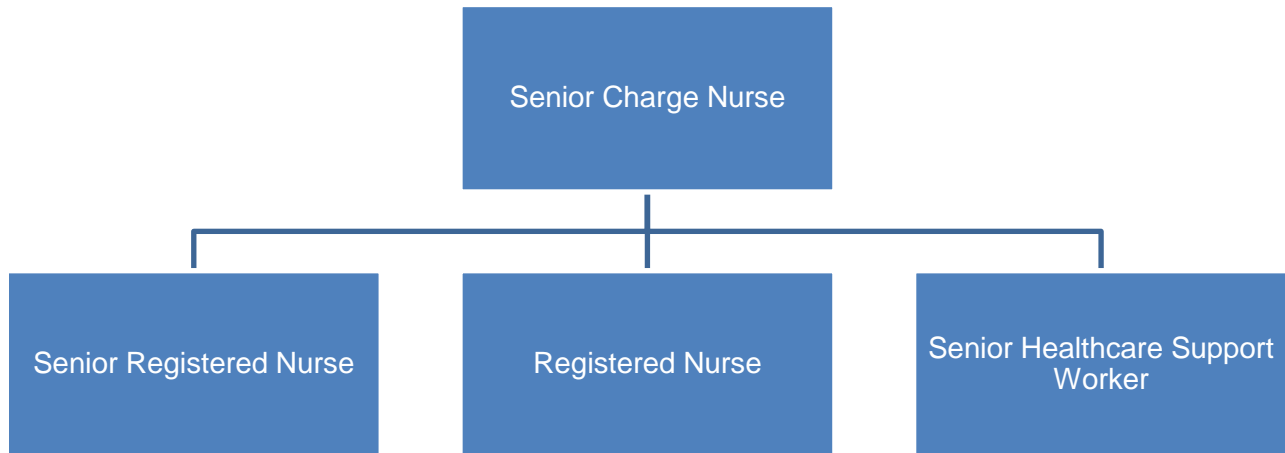 Senior Charge Nurse
Senior Registered Nurse
Registered Nurse
Senior Healthcare Support
Worker